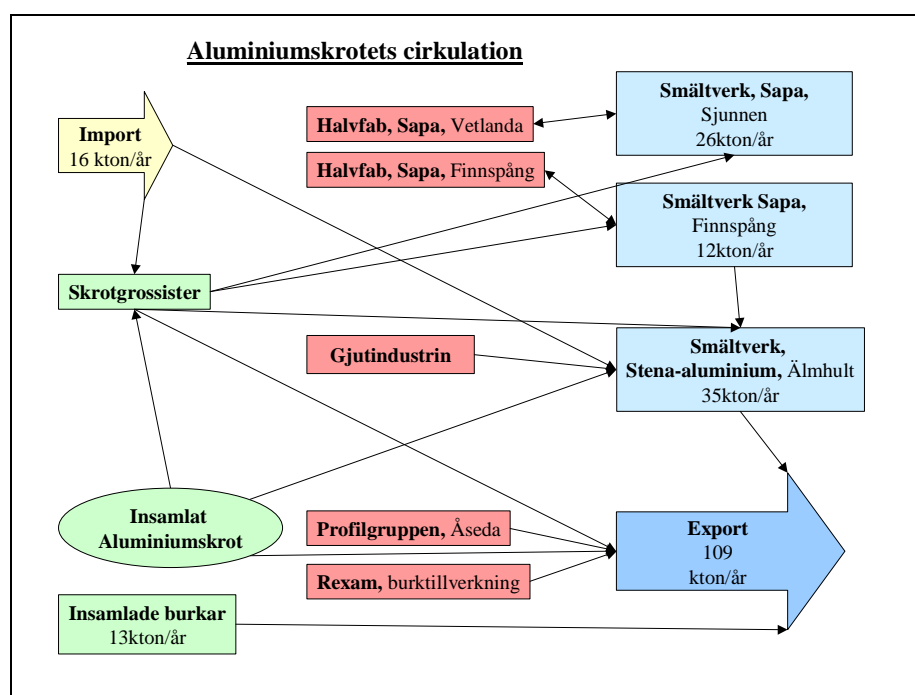 Aluminiumskrotets cirkulation
Import
16 kton/år
Halvfab, Sapa, Vetlanda
Halvfab, Sapa, Finnspång
Smältverk, Sapa,
Sjunnen
26kton/år
Smältverk Sapa,
Finnspång
12kton/år
Skrotgrossister
Gjutindustrin
Smältverk,
Stena-aluminium, Älmhult
35kton/år
Insamlat
Aluminiumskrot
Profilgruppen, Åseda
Rexam, burktillverkning
Export
109
kton/år
Insamlade burkar
13kton/år